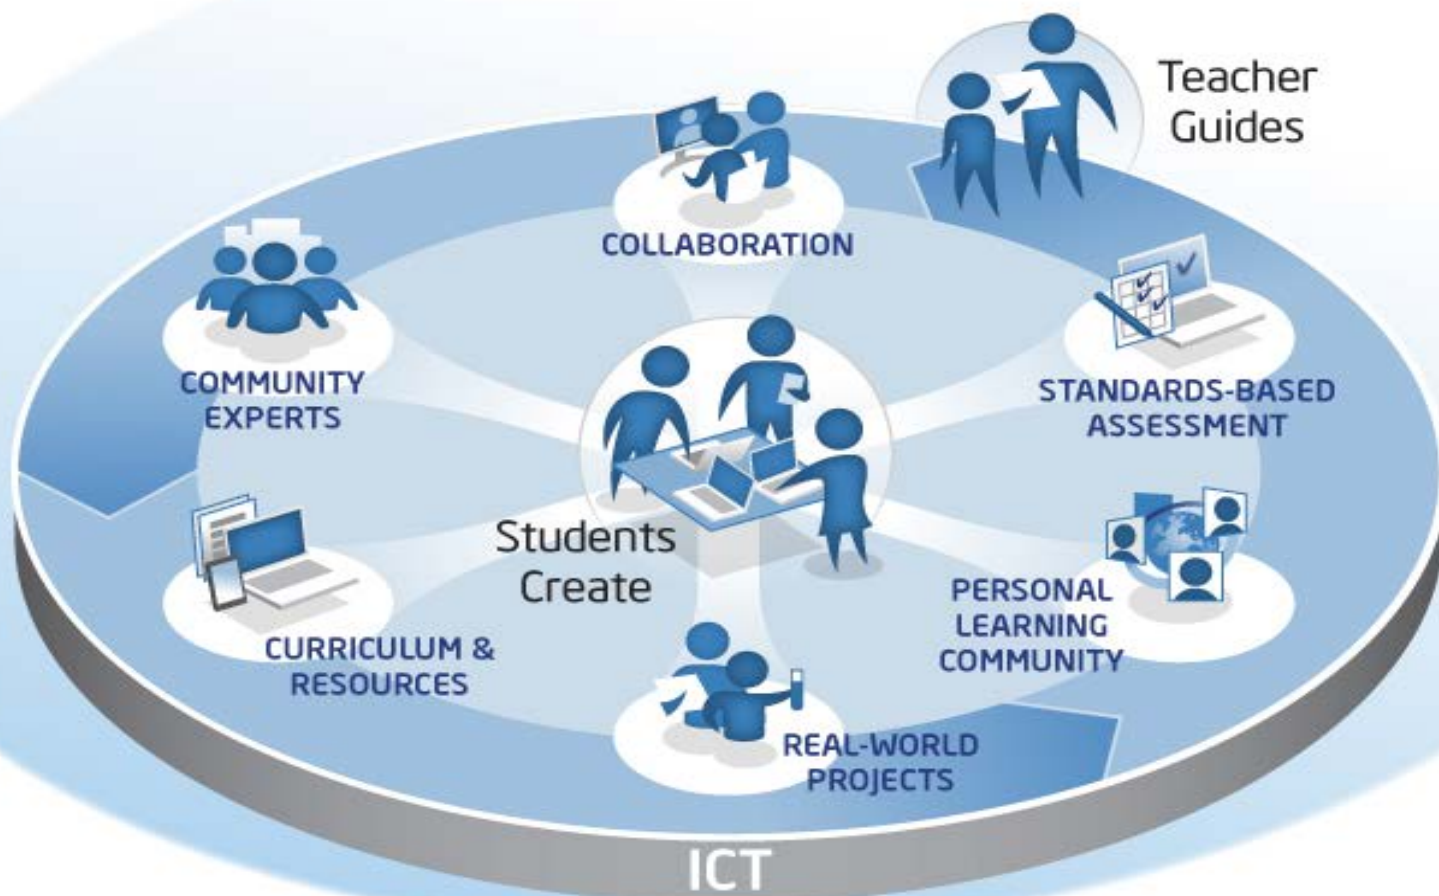 Teacher
Guides
COLLABORATION
COMMUNITY
EXPERTS
STANDARDS-BASED
ASSESSMENT
Students
Create
PERSONAL
LEARNING
COMMUNITY
CURRICULUM &
RESOURCES
REAL-WORLD
PROJECTS
ICT